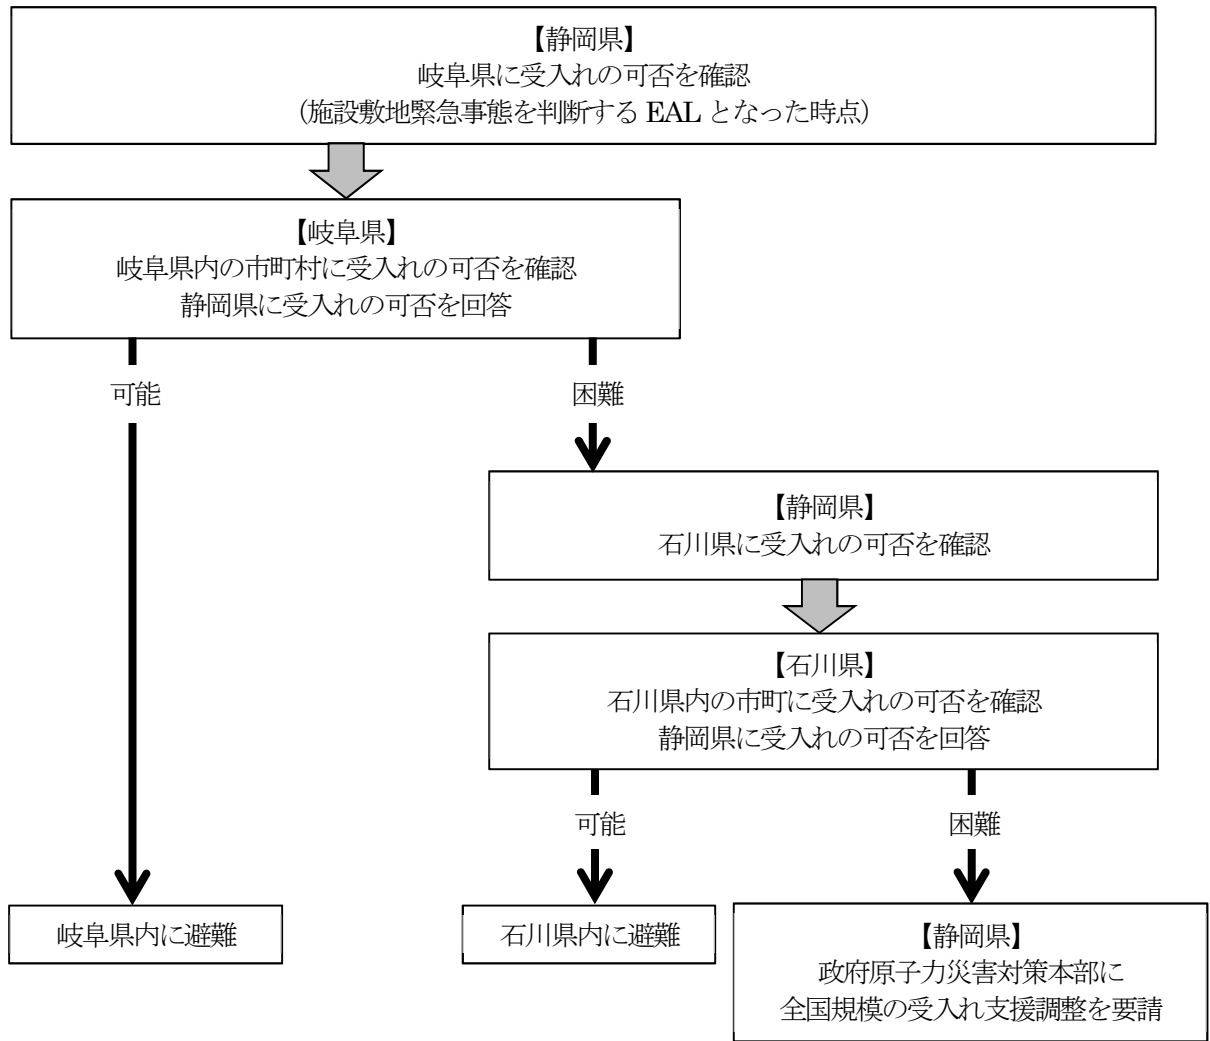 【静岡県】
岐阜県に受入れの可否を確認
（施設敷地緊急事態を判断する EAL となった時点）
【岐阜県】
岐阜県内の市町村に受入れの可否を確認
静岡県に受入れの可否を回答
可能
困難
【静岡県】
石川県に受入れの可否を確認
【石川県】
石川県内の市町に受入れの可否を確認
静岡県に受入れの可否を回答
可能
困難
岐阜県内に避難
石川県内に避難
【静岡県】
政府原子力災害対策本部に
全国規模の受入れ支援調整を要請